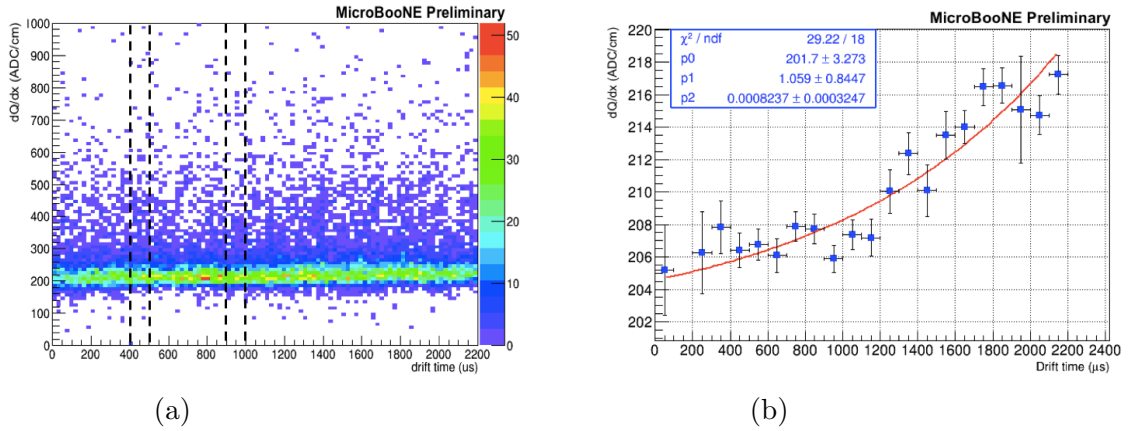 MicroBooNE Preliminary
dQ/dx (ADC/cm)
1000
900
800
700
600
500
400
300
200
100
0
0 200 400 600 800 1000 1200 1400 1600 1800 2000 2200
drift time (us)
50
40
30
20
10
0
(a)
MicroBooNE Preliminary
dQ/dx (ADC/cm)
220
218
216
214
212
210
208
206
204
202
χ² / ndf 29.22 / 18
p0 201.7 ± 3.273
p1 1.059 ± 0.8447
p2 0.0008237 ± 0.0003247
0 200 400 600 800 1000 1200 1400 1600 1800 2000 2200 2400
Drift time (μs)
(b)